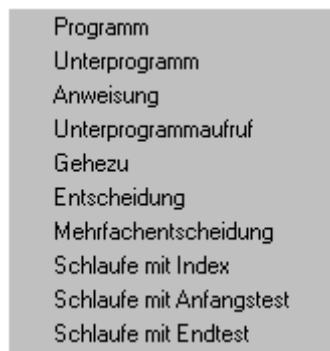 Programm
Unterprogramm
Anweisung
Unterprogrammaufruf
Gehezu
Entscheidung
Mehrfachentscheidung
Schlaufe mit Index
Schlaufe mit Anfangstest
Schlaufe mit Endtest